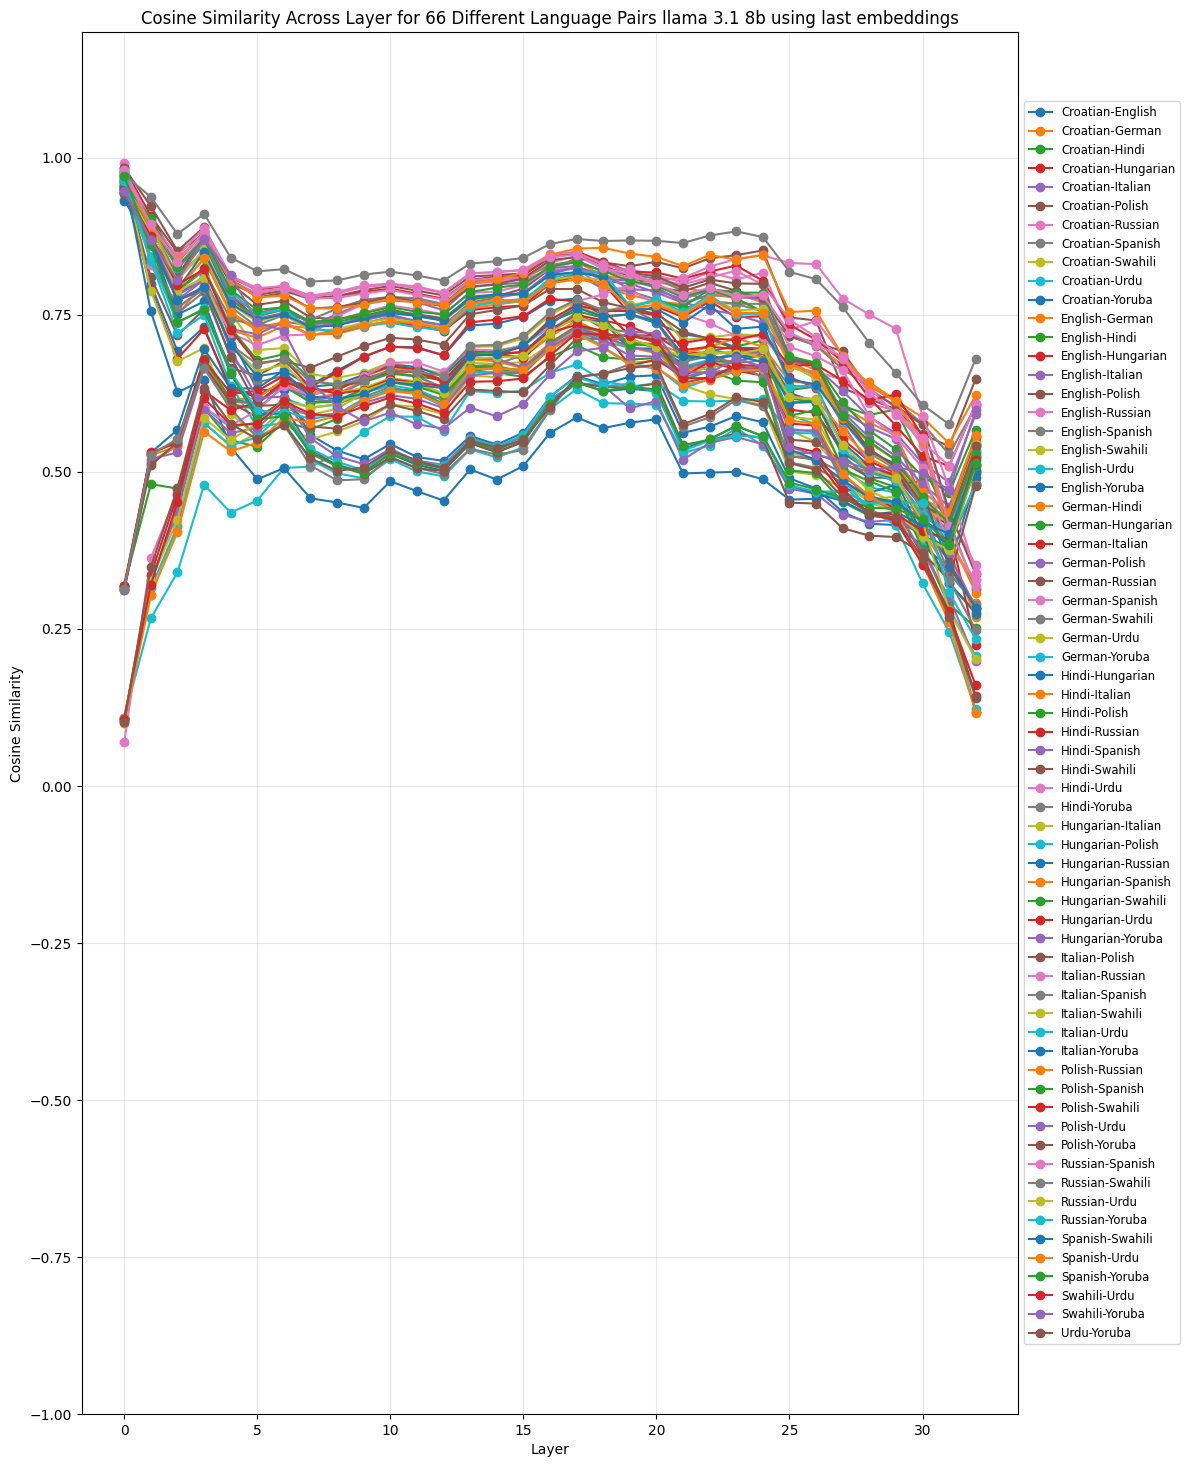 Cosine Similarity Across Layer for 66 Different Language Pairs llama 3.1 8b using last embeddings
Cosine Similarity
1.00
0.75
0.50
0.25
0.00
−0.25
−0.50
−0.75
−1.00
0 5 10 15 20 25 30
Layer
Croatian-English
Croatian-German
Croatian-Hindi
Croatian-Hungarian
Croatian-Italian
Croatian-Polish
Croatian-Russian
Croatian-Spanish
Croatian-Swahili
Croatian-Urdu
Croatian-Yoruba
English-German
English-Hindi
English-Hungarian
English-Italian
English-Polish
English-Russian
English-Spanish
English-Swahili
English-Urdu
English-Yoruba
German-Hindi
German-Hungarian
German-Italian
German-Polish
German-Russian
German-Spanish
German-Swahili
German-Urdu
German-Yoruba
Hindi-Hungarian
Hindi-Italian
Hindi-Polish
Hindi-Russian
Hindi-Spanish
Hindi-Swahili
Hindi-Urdu
Hindi-Yoruba
Hungarian-Italian
Hungarian-Polish
Hungarian-Russian
Hungarian-Spanish
Hungarian-Swahili
Hungarian-Urdu
Hungarian-Yoruba
Italian-Polish
Italian-Russian
Italian-Spanish
Italian-Swahili
Italian-Urdu
Italian-Yoruba
Polish-Russian
Polish-Spanish
Polish-Swahili
Polish-Urdu
Polish-Yoruba
Russian-Spanish
Russian-Swahili
Russian-Urdu
Russian-Yoruba
Spanish-Swahili
Spanish-Urdu
Spanish-Yoruba
Swahili-Urdu
Swahili-Yoruba
Urdu-Yoruba